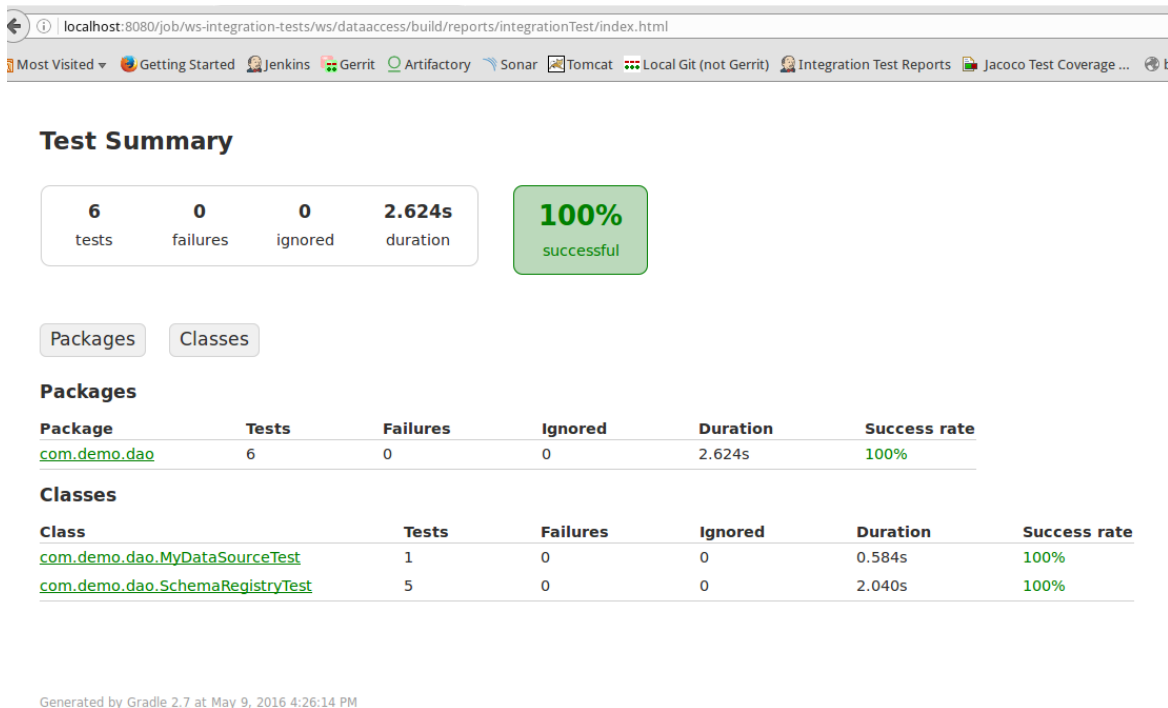 localhost:8080/job/ws-integration-tests/ws/dataaccess/build/reports/integrationTest/index.html
Most Visited Getting Started Jenkins Gerrit Artifactory Sonar Tomcat Local Git (not Gerrit) Integration Test Reports Jacoco Test Coverage ... b
Test Summary
6 0 0 2.624s
tests failures ignored duration
100%
successful
Packages Classes
Packages
Package Tests Failures Ignored Duration Success rate
com.demo.dao 6 0 0 2.624s 100%
Classes
Class Tests Failures Ignored Duration Success rate
com.demo.dao.MyDataSourceTest 1 0 0 0.584s 100%
com.demo.dao.SchemaRegistryTest 5 0 0 2.040s 100%
Generated by Gradle 2.7 at May 9, 2016 4:26:14 PM